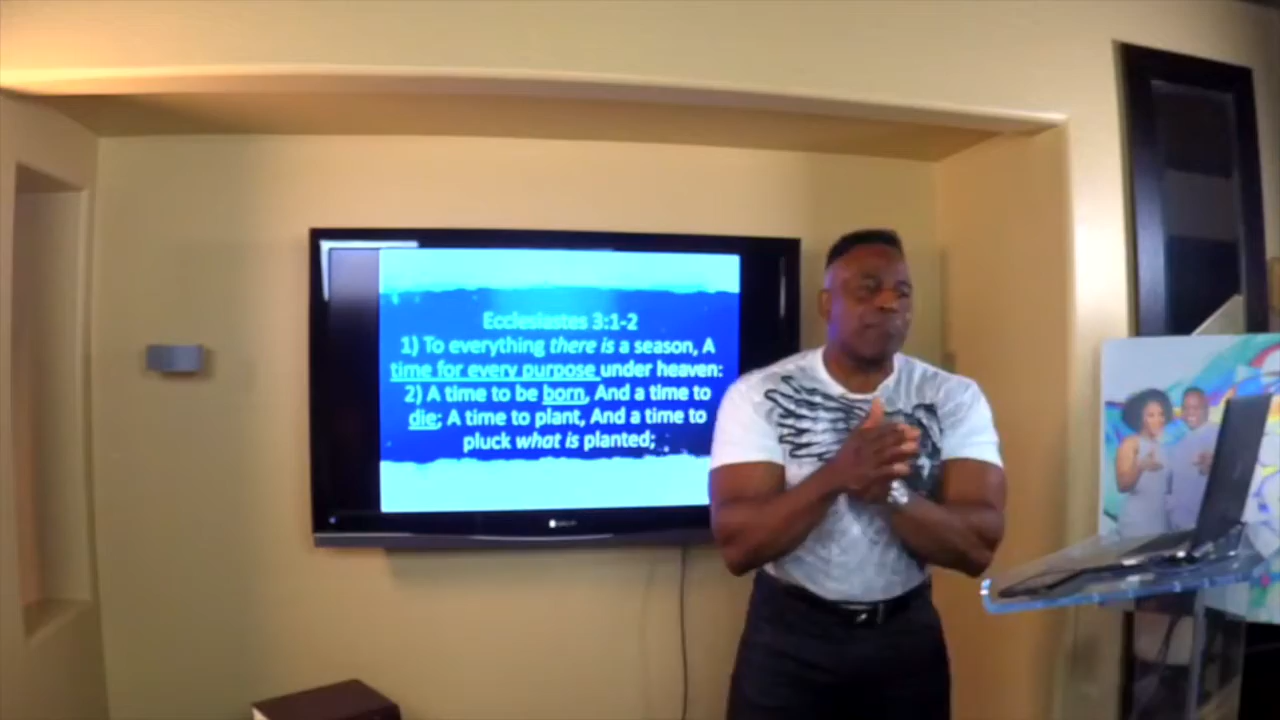 Ecclesiastes 3:1-2
1) To everything there is a season, A
time for every purpose under heaven:
2) A time to be born, And a time to
die; A time to plant, And a time to
pluck what is planted;